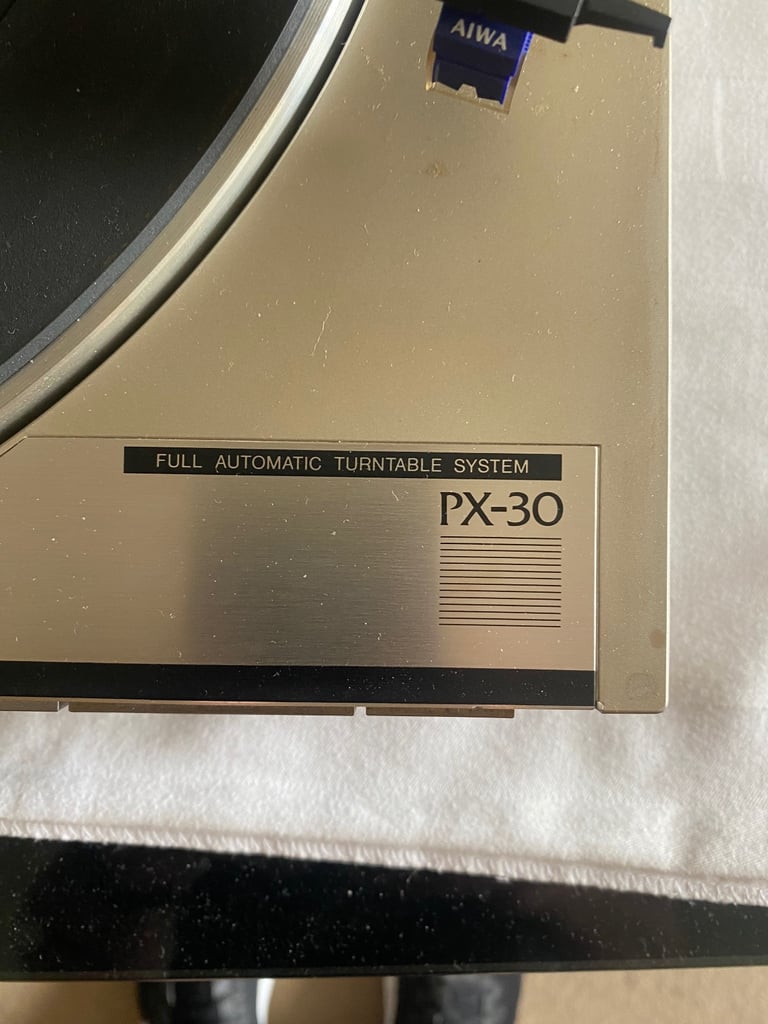 AIWA
FULL AUTOMATIC TURNTABLE SYSTEM
PX-30